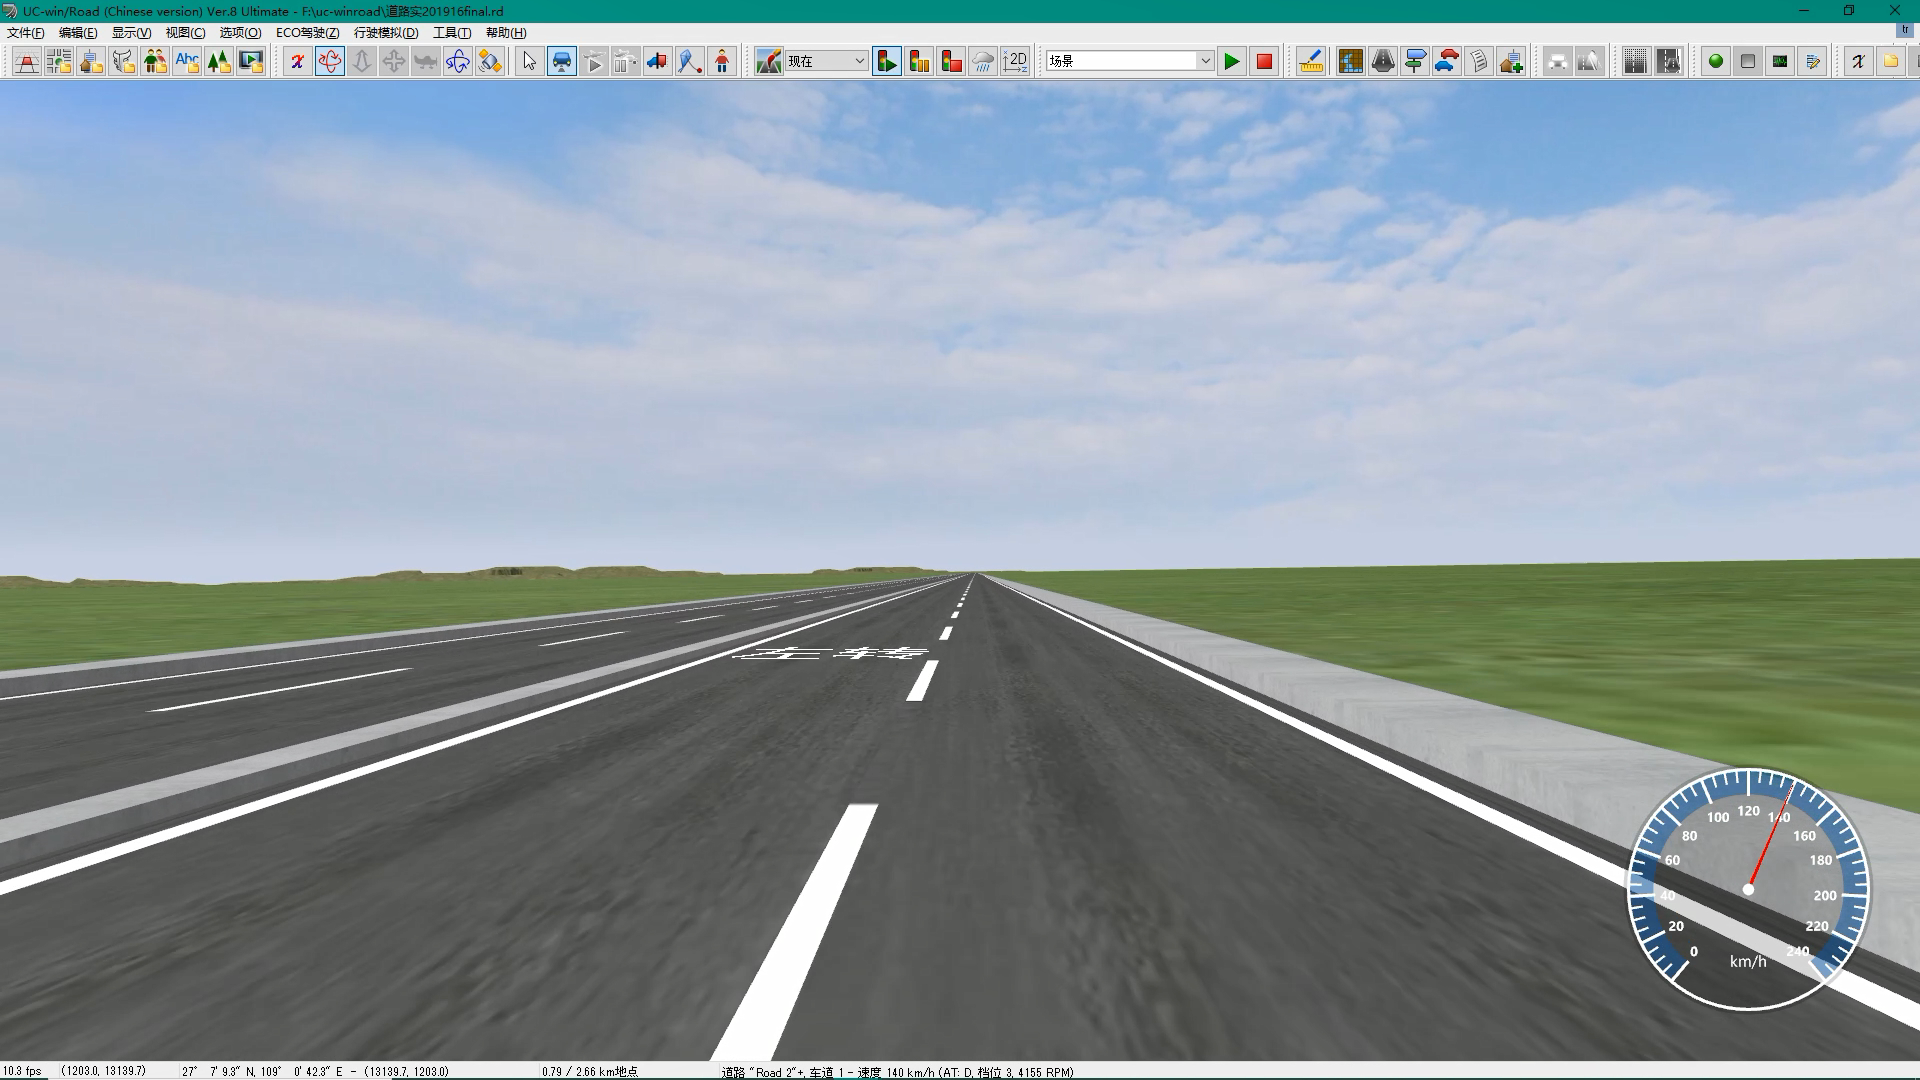 UC-win/Road (Chinese version) Ver.8 Ultimate - F:\uc-winroad\道路实201916final.rd
文件(F) 编辑(E) 显示(V) 视图(C) 选项(O) ECO驾驶(Z) 行驶模拟(D) 工具(T) 帮助(H)
Abc 现在 2D 场景
左转
0 20 40 60 80 100 120 140 160 180 200 220 240
km/h
10.3 fps (1203.0, 13139.7) 27° 7' 9.3" N, 109° 0' 42.3" E - (13139.7, 1203.0) 0.79 / 2.66 km地点 道路 "Road 2"+, 车道 1 - 速度 140 km/h (AT: D, 档位 3, 4155 RPM)